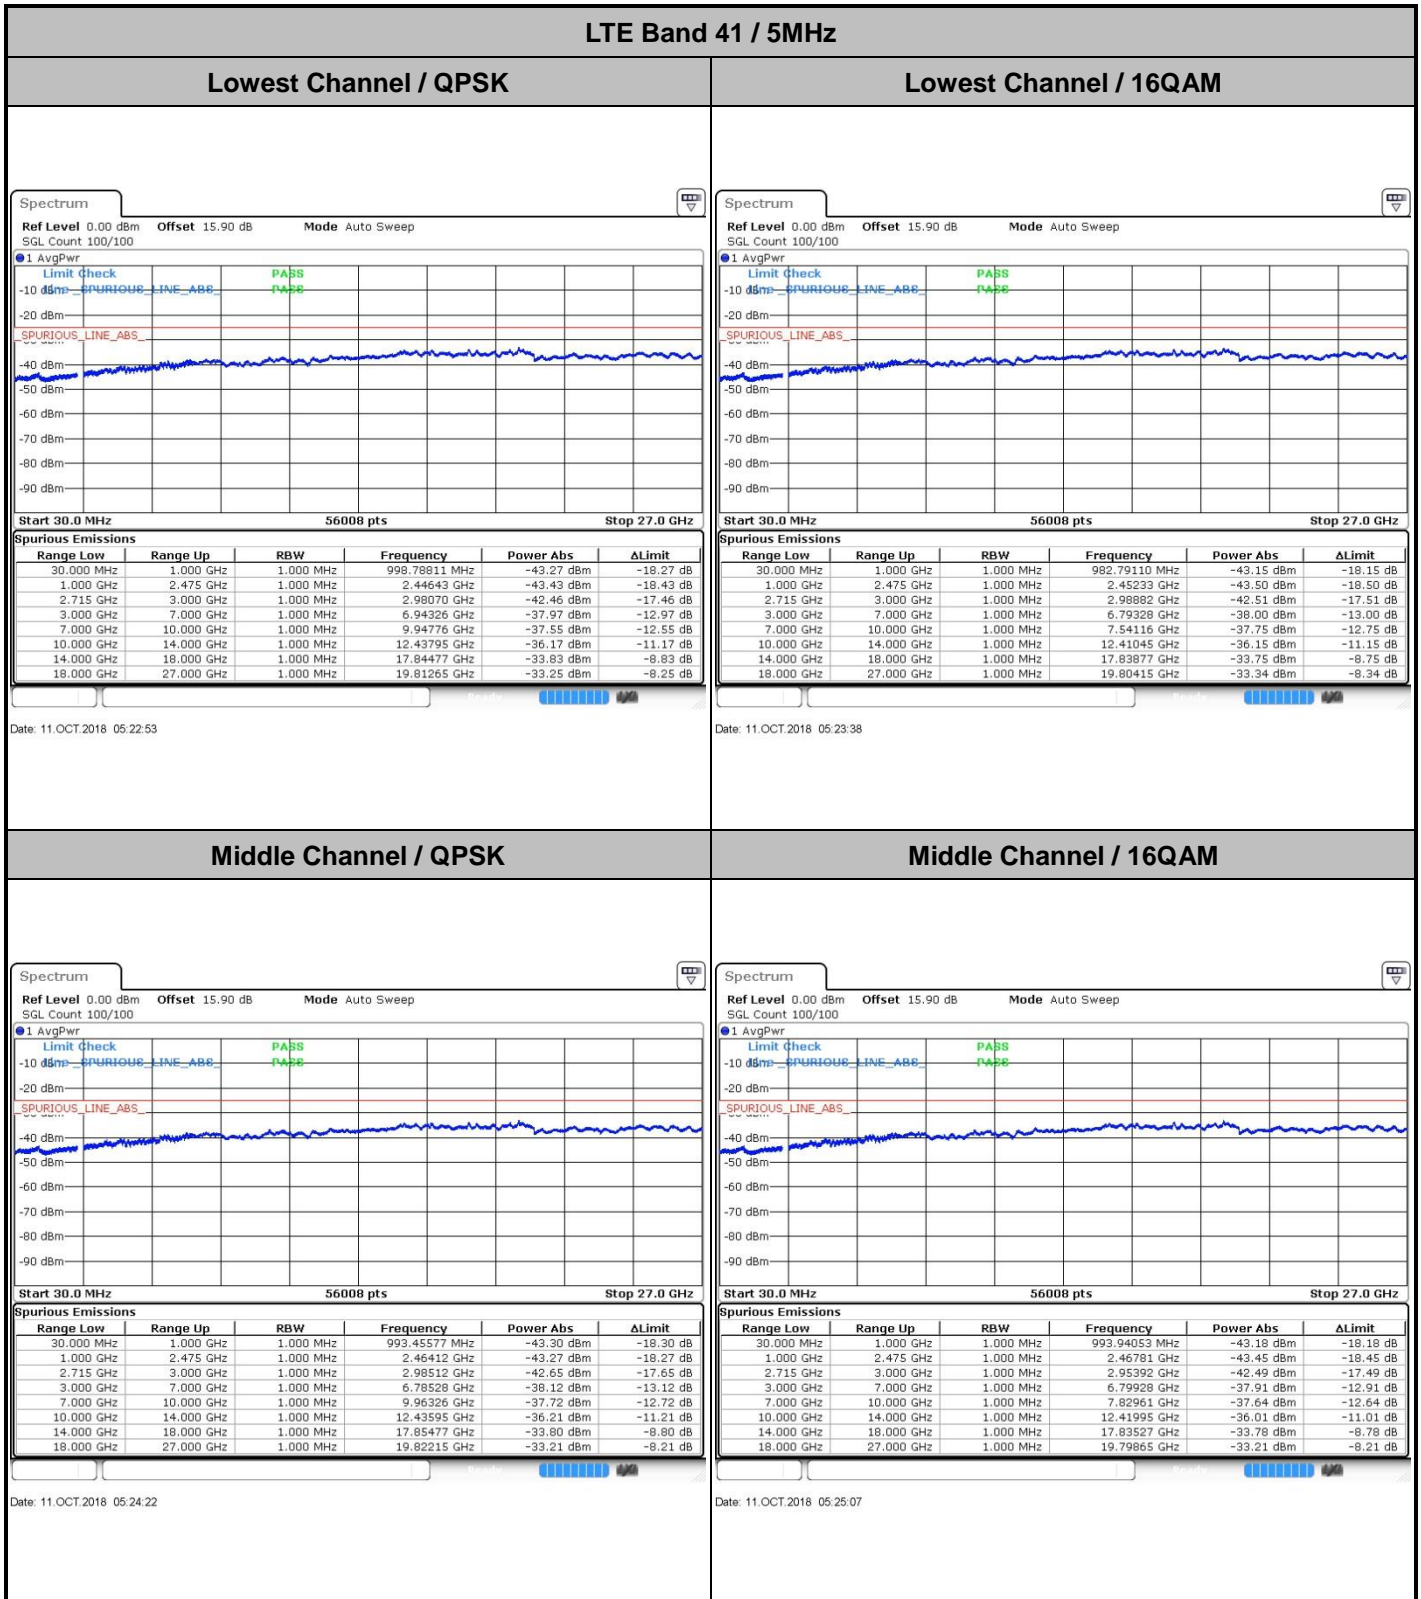 LTE Band 41 / 5MHz
Lowest Channel / QPSK
Lowest Channel / 16QAM
Spectrum
Ref Level 0.00 dBm Offset 15.90 dB Mode Auto Sweep
SGL Count 100/100
1 AvgPwr
Limit Check PASS
-10 dBm Line _SPURIOUS_LINE_ABS_ PASS
-20 dBm
_SPURIOUS_LINE_ABS_
-40 dBm
-50 dBm
-60 dBm
-70 dBm
-80 dBm
-90 dBm
Start 30.0 MHz 56008 pts Stop 27.0 GHz
Spurious Emissions
Range Low Range Up RBW Frequency Power Abs ΔLimit
30.000 MHz 1.000 GHz 1.000 MHz 998.78811 MHz -43.27 dBm -18.27 dB
1.000 GHz 2.475 GHz 1.000 MHz 2.44643 GHz -43.43 dBm -18.43 dB
2.715 GHz 3.000 GHz 1.000 MHz 2.98070 GHz -42.46 dBm -17.46 dB
3.000 GHz 7.000 GHz 1.000 MHz 6.94326 GHz -37.97 dBm -12.97 dB
7.000 GHz 10.000 GHz 1.000 MHz 9.94776 GHz -37.55 dBm -12.55 dB
10.000 GHz 14.000 GHz 1.000 MHz 12.43795 GHz -36.17 dBm -11.17 dB
14.000 GHz 18.000 GHz 1.000 MHz 17.84477 GHz -33.83 dBm -8.83 dB
18.000 GHz 27.000 GHz 1.000 MHz 19.81265 GHz -33.25 dBm -8.25 dB
Date: 11.OCT.2018 05:22:53
Spectrum
Ref Level 0.00 dBm Offset 15.90 dB Mode Auto Sweep
SGL Count 100/100
1 AvgPwr
Limit Check PASS
-10 dBm Line _SPURIOUS_LINE_ABS_ PASS
-20 dBm
_SPURIOUS_LINE_ABS_
-40 dBm
-50 dBm
-60 dBm
-70 dBm
-80 dBm
-90 dBm
Start 30.0 MHz 56008 pts Stop 27.0 GHz
Spurious Emissions
Range Low Range Up RBW Frequency Power Abs ΔLimit
30.000 MHz 1.000 GHz 1.000 MHz 982.79110 MHz -43.15 dBm -18.15 dB
1.000 GHz 2.475 GHz 1.000 MHz 2.45233 GHz -43.50 dBm -18.50 dB
2.715 GHz 3.000 GHz 1.000 MHz 2.98882 GHz -42.51 dBm -17.51 dB
3.000 GHz 7.000 GHz 1.000 MHz 6.79328 GHz -38.00 dBm -13.00 dB
7.000 GHz 10.000 GHz 1.000 MHz 7.54116 GHz -37.75 dBm -12.75 dB
10.000 GHz 14.000 GHz 1.000 MHz 12.41045 GHz -36.15 dBm -11.15 dB
14.000 GHz 18.000 GHz 1.000 MHz 17.83877 GHz -33.75 dBm -8.75 dB
18.000 GHz 27.000 GHz 1.000 MHz 19.80415 GHz -33.34 dBm -8.34 dB
Date: 11.OCT.2018 05:23:38
Middle Channel / QPSK
Middle Channel / 16QAM
Spectrum
Ref Level 0.00 dBm Offset 15.90 dB Mode Auto Sweep
SGL Count 100/100
1 AvgPwr
Limit Check PASS
-10 dBm Line _SPURIOUS_LINE_ABS_ PASS
-20 dBm
_SPURIOUS_LINE_ABS_
-40 dBm
-50 dBm
-60 dBm
-70 dBm
-80 dBm
-90 dBm
Start 30.0 MHz 56008 pts Stop 27.0 GHz
Spurious Emissions
Range Low Range Up RBW Frequency Power Abs ΔLimit
30.000 MHz 1.000 GHz 1.000 MHz 993.45577 MHz -43.30 dBm -18.30 dB
1.000 GHz 2.475 GHz 1.000 MHz 2.46412 GHz -43.27 dBm -18.27 dB
2.715 GHz 3.000 GHz 1.000 MHz 2.98512 GHz -42.65 dBm -17.65 dB
3.000 GHz 7.000 GHz 1.000 MHz 6.78528 GHz -38.12 dBm -13.12 dB
7.000 GHz 10.000 GHz 1.000 MHz 9.96326 GHz -37.72 dBm -12.72 dB
10.000 GHz 14.000 GHz 1.000 MHz 12.43595 GHz -36.21 dBm -11.21 dB
14.000 GHz 18.000 GHz 1.000 MHz 17.85477 GHz -33.80 dBm -8.80 dB
18.000 GHz 27.000 GHz 1.000 MHz 19.82215 GHz -33.21 dBm -8.21 dB
Date: 11.OCT.2018 05:24:22
Spectrum
Ref Level 0.00 dBm Offset 15.90 dB Mode Auto Sweep
SGL Count 100/100
1 AvgPwr
Limit Check PASS
-10 dBm Line _SPURIOUS_LINE_ABS_ PASS
-20 dBm
_SPURIOUS_LINE_ABS_
-40 dBm
-50 dBm
-60 dBm
-70 dBm
-80 dBm
-90 dBm
Start 30.0 MHz 56008 pts Stop 27.0 GHz
Spurious Emissions
Range Low Range Up RBW Frequency Power Abs ΔLimit
30.000 MHz 1.000 GHz 1.000 MHz 993.94053 MHz -43.18 dBm -18.18 dB
1.000 GHz 2.475 GHz 1.000 MHz 2.46781 GHz -43.45 dBm -18.45 dB
2.715 GHz 3.000 GHz 1.000 MHz 2.95392 GHz -42.49 dBm -17.49 dB
3.000 GHz 7.000 GHz 1.000 MHz 6.79928 GHz -37.91 dBm -12.91 dB
7.000 GHz 10.000 GHz 1.000 MHz 7.82961 GHz -37.64 dBm -12.64 dB
10.000 GHz 14.000 GHz 1.000 MHz 12.41995 GHz -36.01 dBm -11.01 dB
14.000 GHz 18.000 GHz 1.000 MHz 17.83527 GHz -33.78 dBm -8.78 dB
18.000 GHz 27.000 GHz 1.000 MHz 19.79865 GHz -33.21 dBm -8.21 dB
Date: 11.OCT.2018 05:25:07